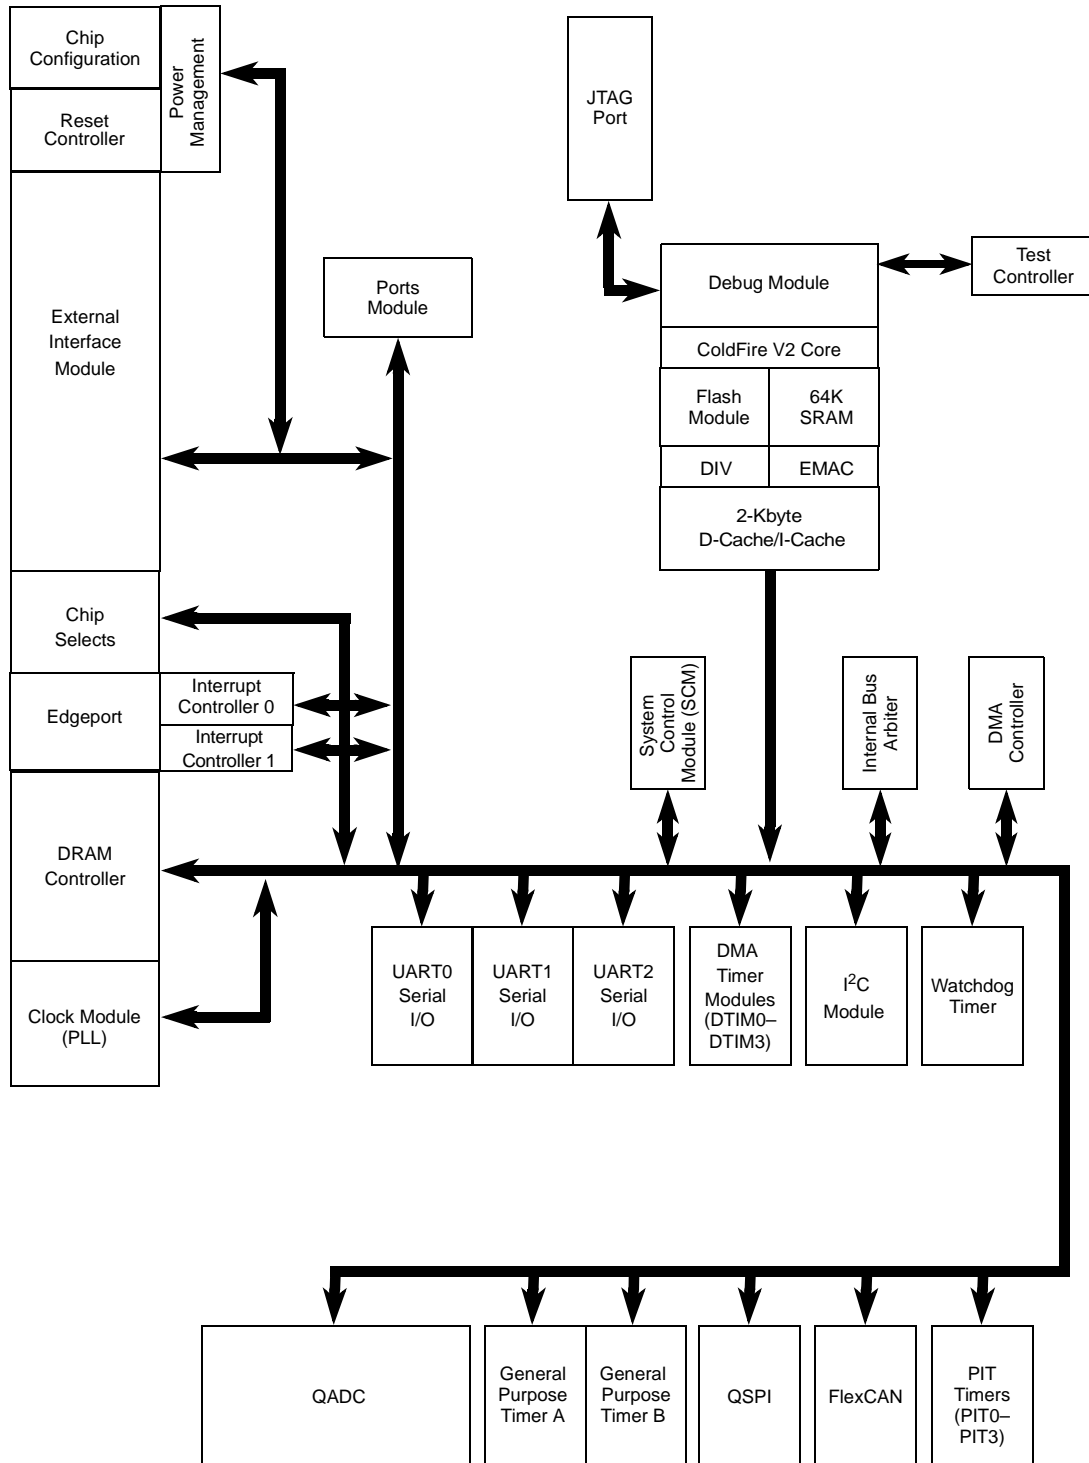 Chip
Configuration
Power
Management
Reset
Controller
External
Interface
Module
Ports
Module
JTAG
Port
Debug Module
Test
Controller
ColdFire V2 Core
Flash
Module
64K
SRAM
DIV
EMAC
2-Kbyte
D-Cache/I-Cache
Chip
Selects
Edgeport
Interrupt
Controller 0
Interrupt
Controller 1
System
Control
Module (SCM)
Internal Bus
Arbiter
DMA
Controller
DRAM
Controller
Clock Module
(PLL)
UART0
Serial
I/O
UART1
Serial
I/O
UART2
Serial
I/O
DMA
Timer
Modules
(DTIM0–
DTIM3)
I²C
Module
Watchdog
Timer
QADC
General
Purpose
Timer A
General
Purpose
Timer B
QSPI
FlexCAN
PIT
Timers
(PIT0–
PIT3)